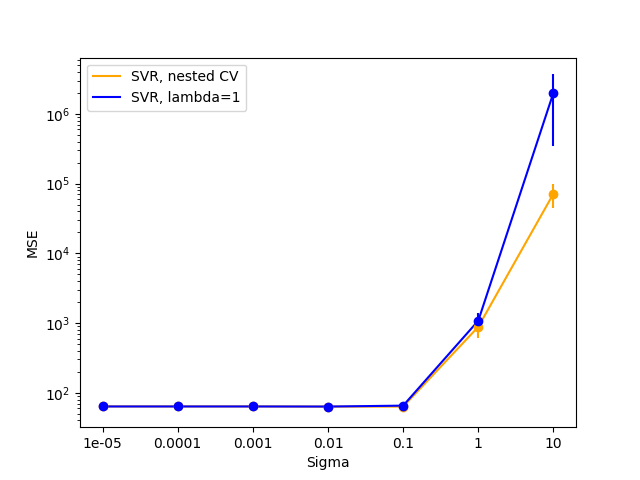 SVR, nested CV
SVR, lambda=1
MSE
10^6
10^5
10^4
10^3
10^2
1e-05 0.0001 0.001 0.01 0.1 1 10
Sigma